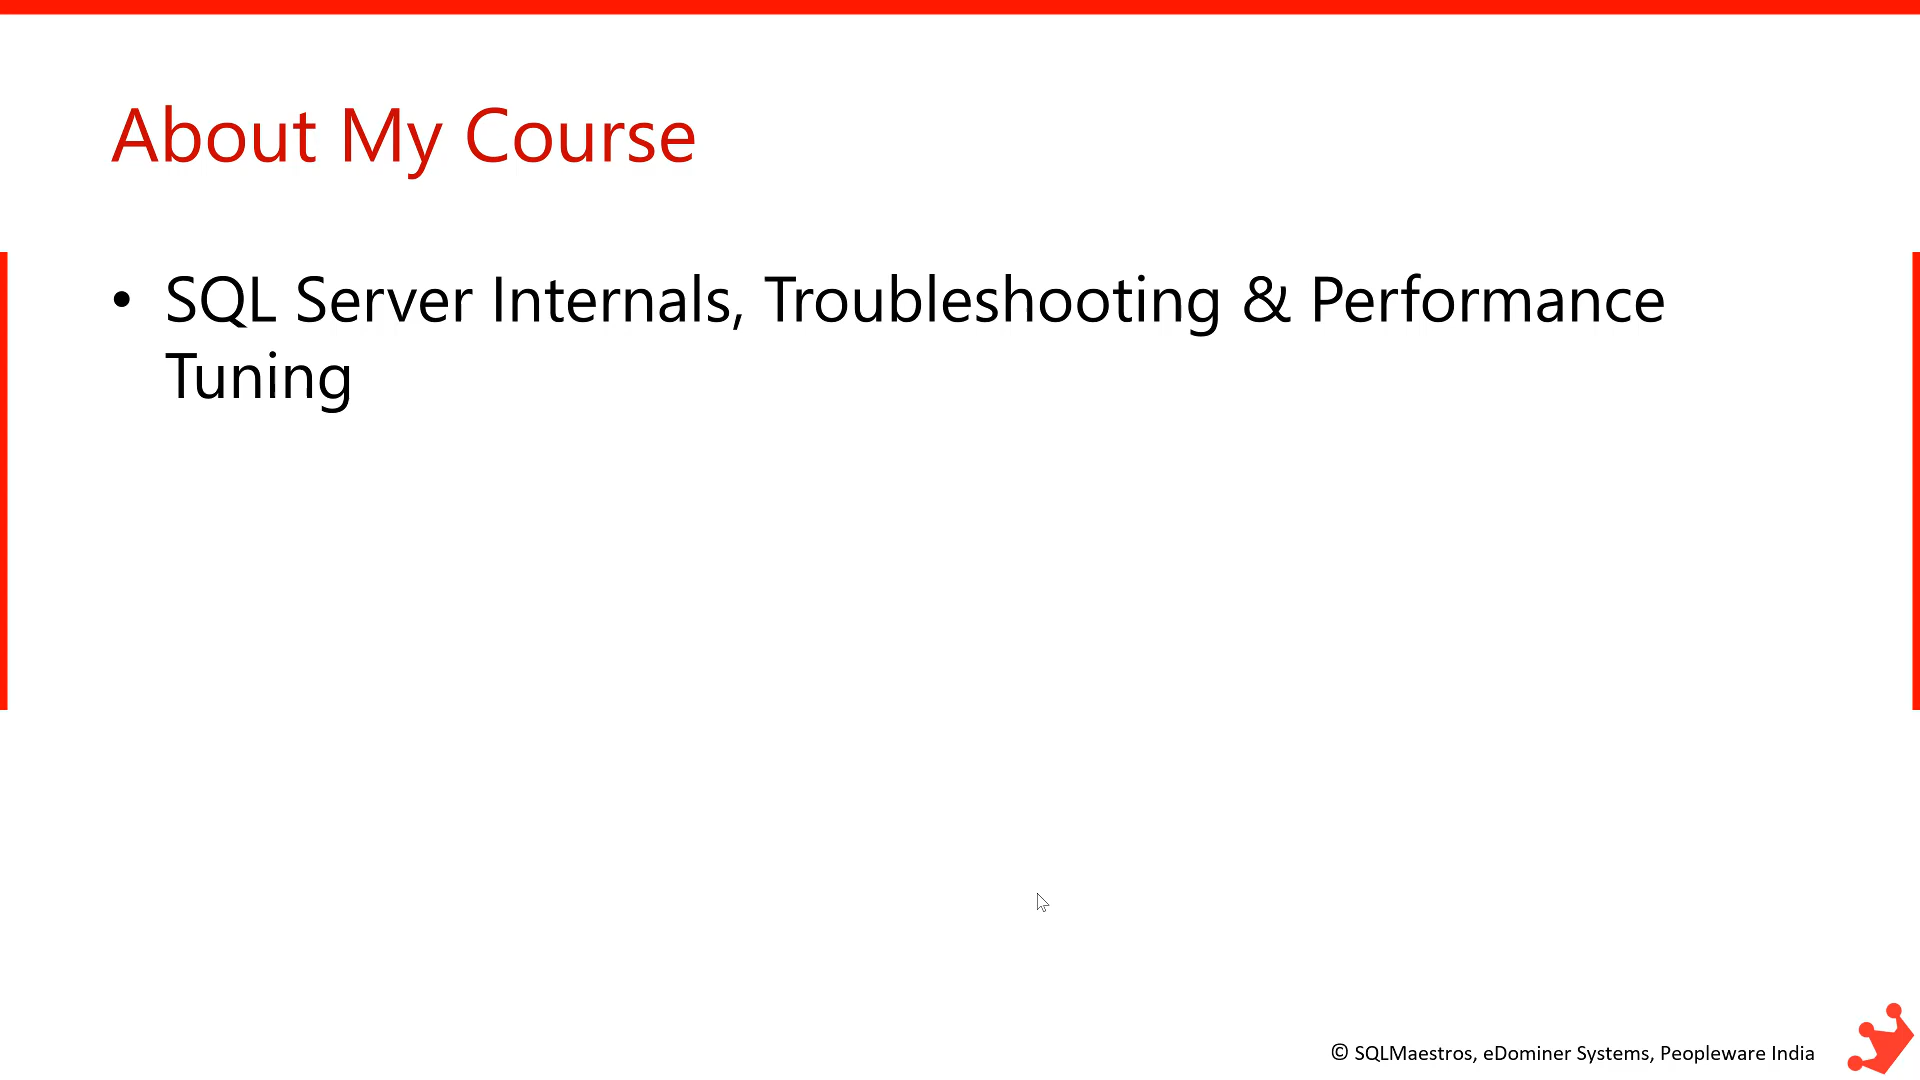 About My Course
• SQL Server Internals, Troubleshooting & Performance
Tuning
© SQLMaestros, eDominer Systems, Peopleware India